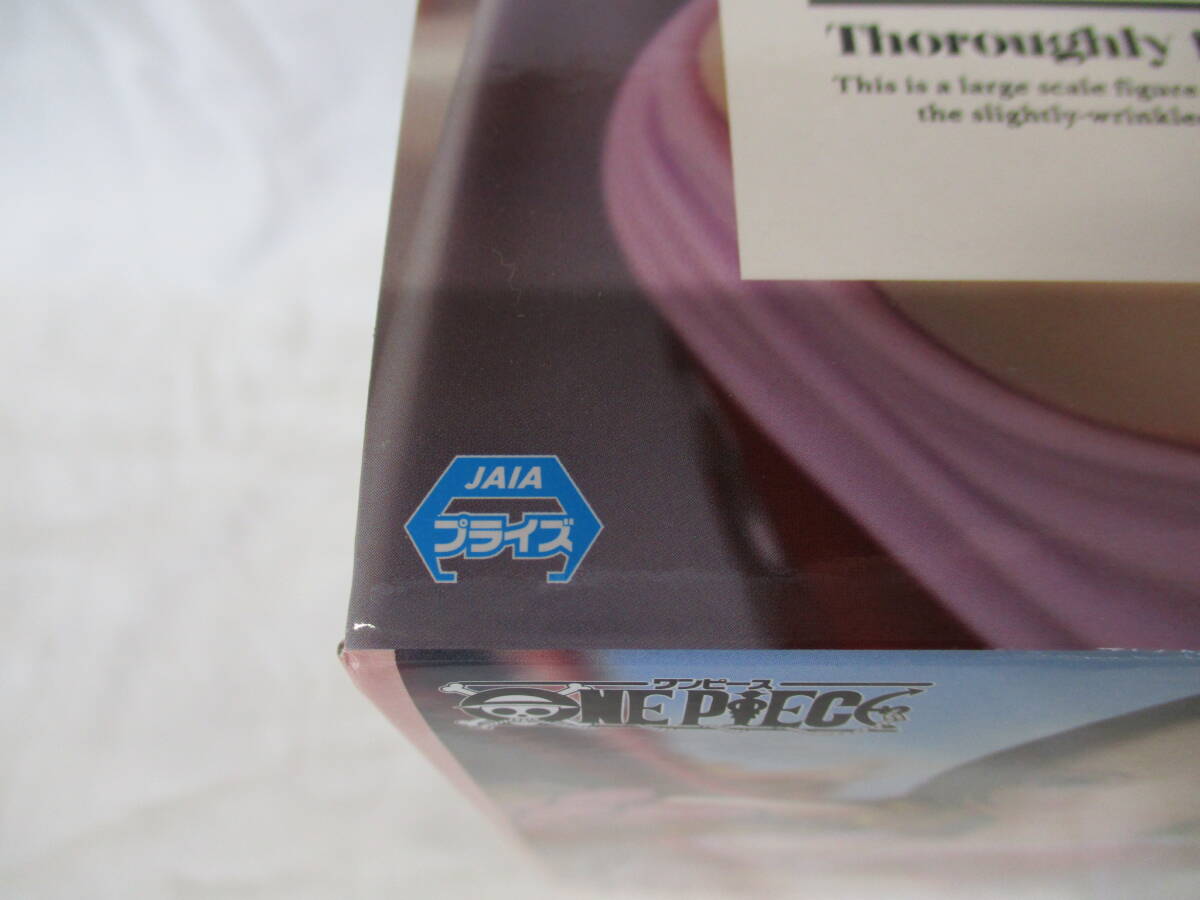 Thoroughly
This is a large scale figure
the slightly-wrinkled
JAIA
プライズ
ワンピース
ONE PIECE